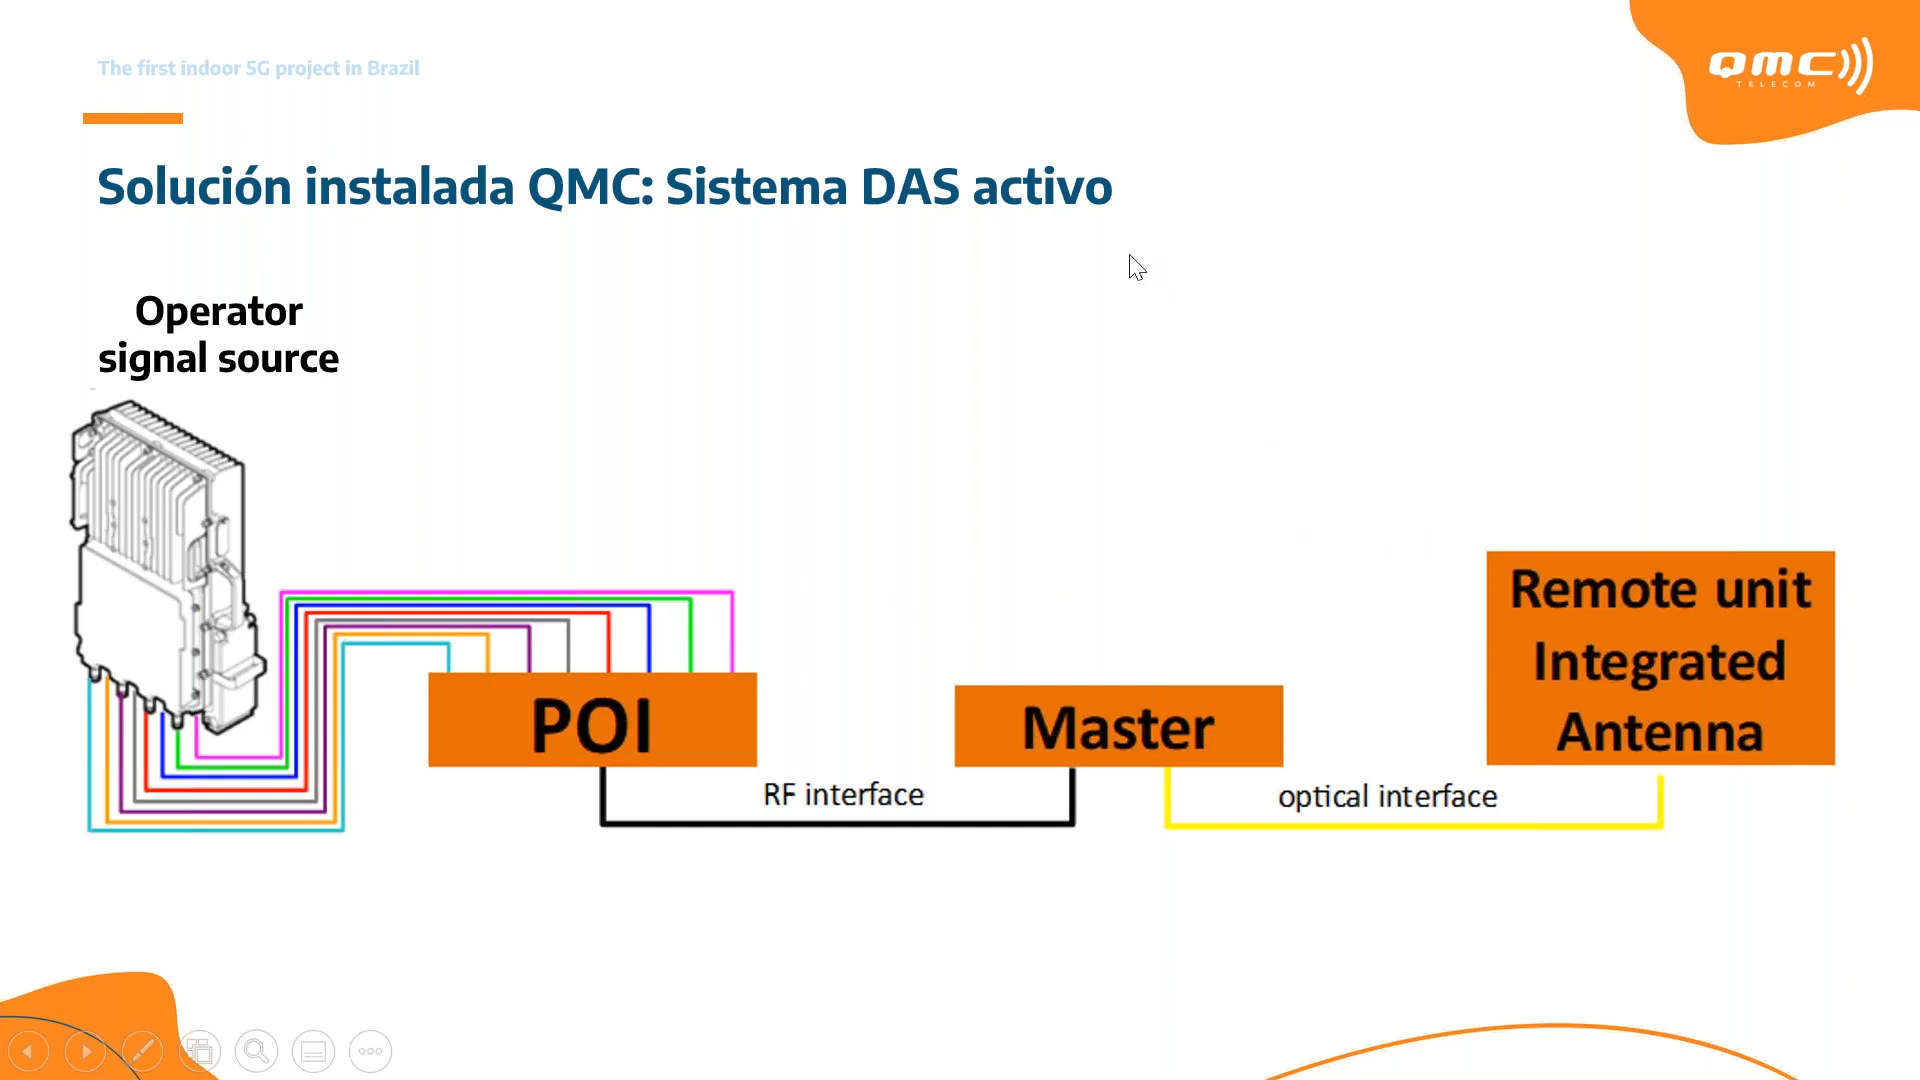 The first indoor 5G project in Brazil
QMC
TELECOM
Solución instalada QMC: Sistema DAS activo
Operator
signal source
POI
Master
Remote unit
Integrated
Antenna
RF interface
optical interface